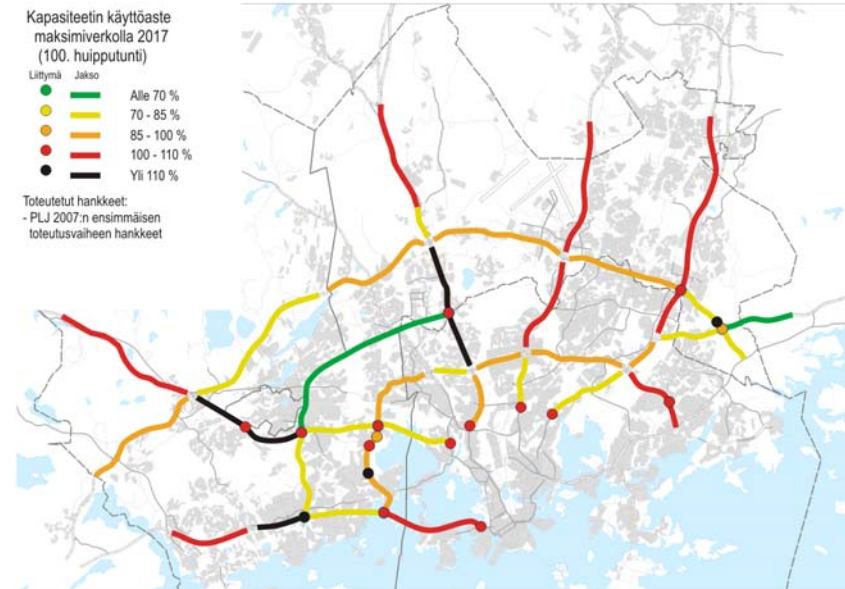 Kapasiteetin käyttöaste
maksimiverkolla 2017
(100. huipputunti)
Liittymä Jakso
Alle 70 %
70 - 85 %
85 - 100 %
100 - 110 %
Yli 110 %
Toteutetut hankkeet:
- PLJ 2007:n ensimmäisen
toteutusvaiheen hankkeet